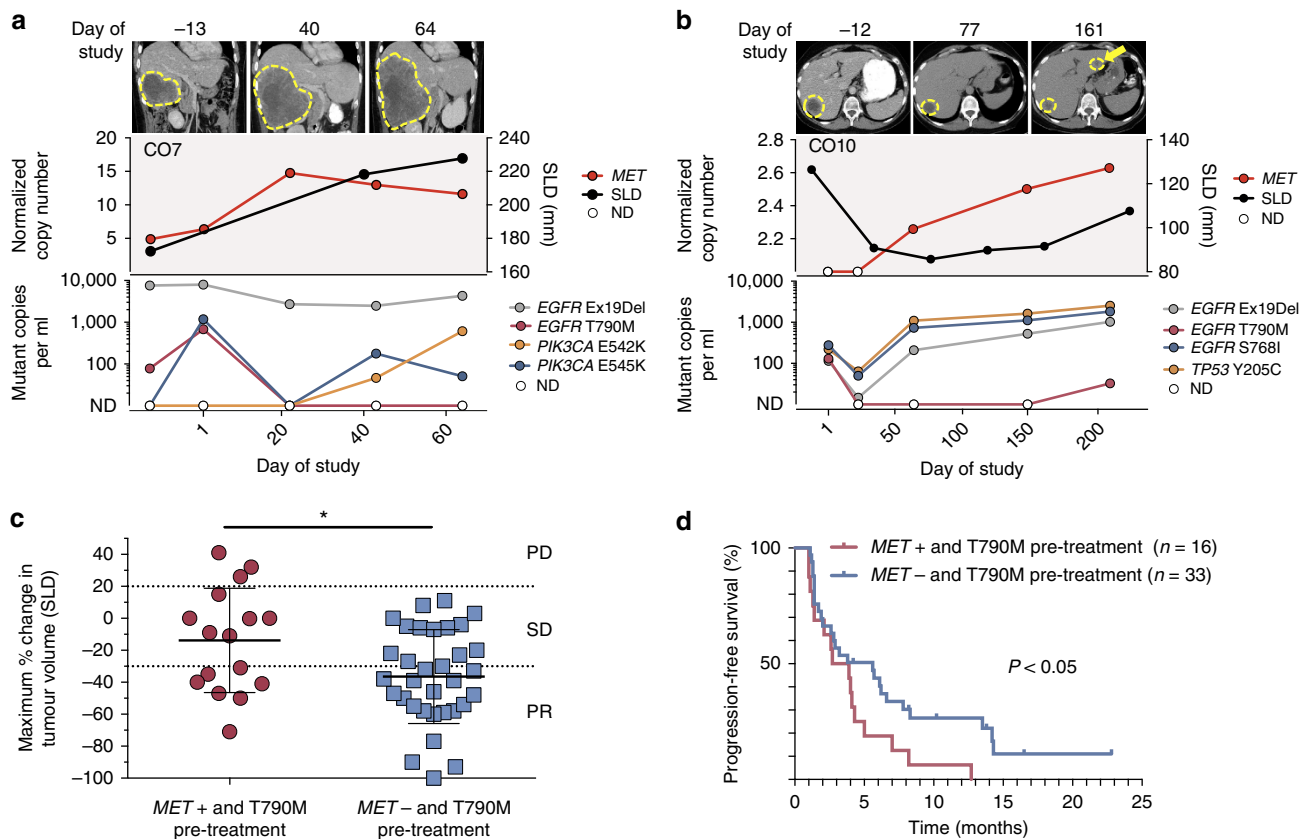 a
Day of study
–13 40 64
CO7
20
15
10
5
Normalized copy number
240
220
200
180
160
SLD (mm)
MET
SLD
ND
10,000
1,000
100
ND
Mutant copies per ml
EGFR Ex19Del
EGFR T790M
PIK3CA E542K
PIK3CA E545K
ND
1 20 40 60
Day of study
b
Day of study
–12 77 161
CO10
2.8
2.6
2.4
2.2
Normalized copy number
140
120
100
80
SLD (mm)
MET
SLD
ND
10,000
1,000
100
ND
Mutant copies per ml
EGFR Ex19Del
EGFR T790M
EGFR S768I
TP53 Y205C
ND
1 50 100 150 200
Day of study
c
*
40
20
0
–20
–40
–60
–80
–100
Maximum % change in tumour volume (SLD)
PD
SD
PR
MET + and T790M pre-treatment
MET – and T790M pre-treatment
d
MET + and T790M pre-treatment (n = 16)
MET – and T790M pre-treatment (n = 33)
100
50
Progression-free survival (%)
P < 0.05
0 5 10 15 20 25
Time (months)